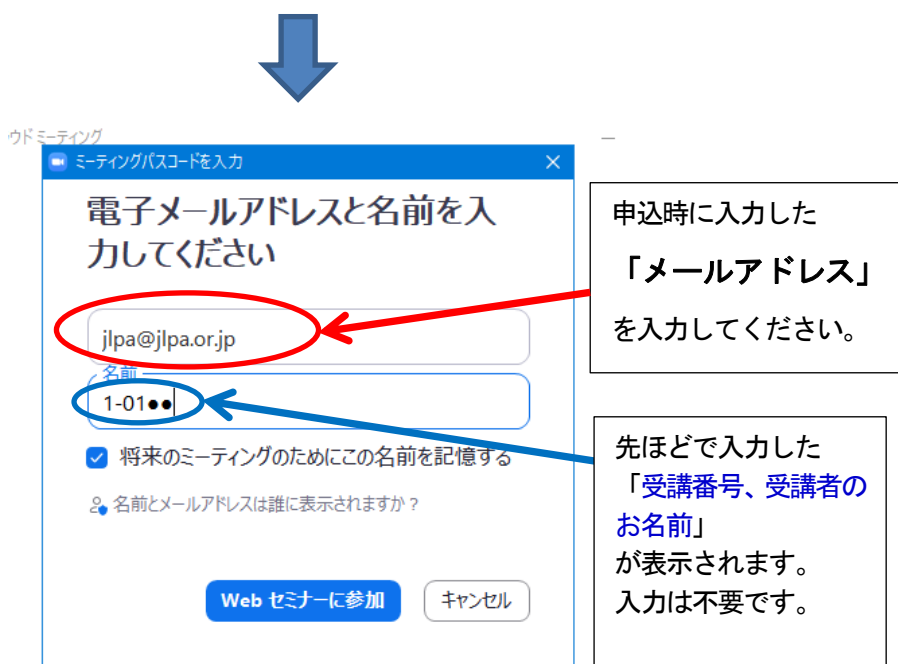 ウド ミーティング
ミーティングパスコードを入力
電子メールアドレスと名前を入
力してください
jlpa@jlpa.or.jp
名前
1-01●●
将来のミーティングのためにこの名前を記憶する
名前とメールアドレスは誰に表示されますか？
Web セミナーに参加
キャンセル
申込時に入力した
「メールアドレス」
を入力してください。
先ほどで入力した
「受講番号、受講者の
お名前」
が表示されます。
入力は不要です。